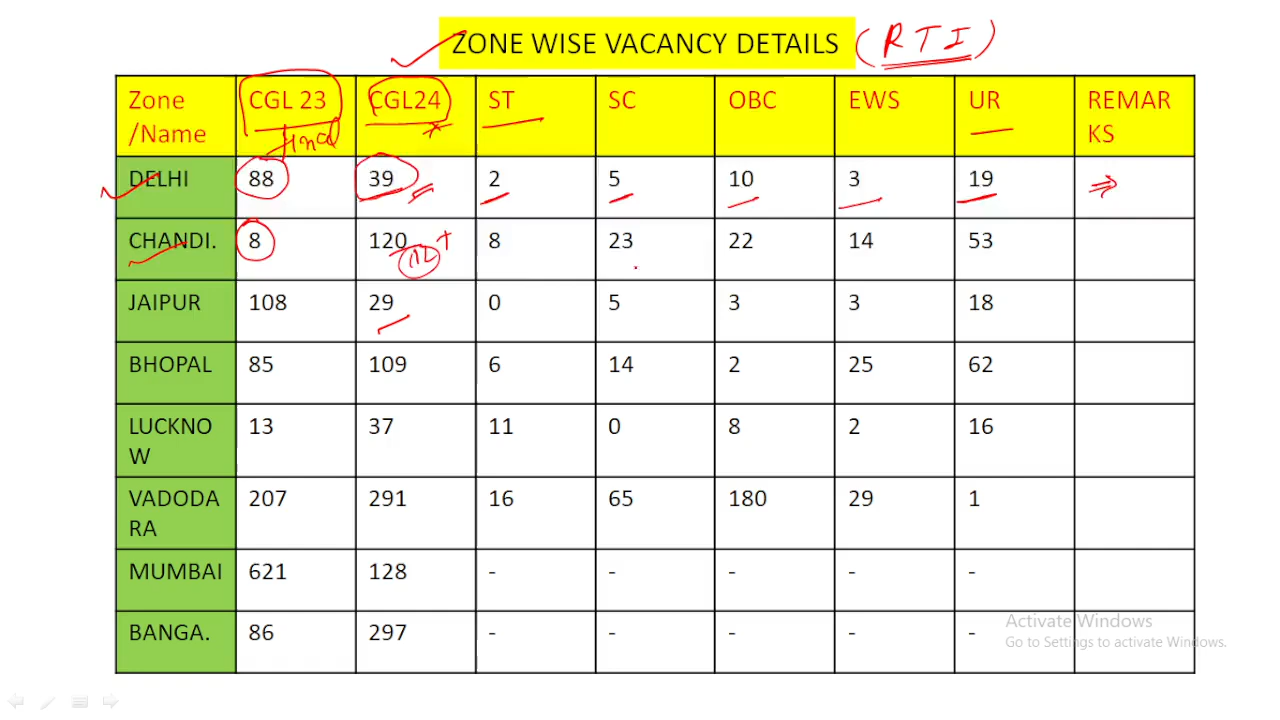 ZONE WISE VACANCY DETAILS (RTI)
Zone /Name CGL 23 final CGL24 ST SC OBC EWS UR REMARKS
DELHI 88 39 2 5 10 3 19
CHANDI. 8 120 112 + 8 23 22 14 53
JAIPUR 108 29 0 5 3 3 18
BHOPAL 85 109 6 14 2 25 62
LUCKNOW 13 37 11 0 8 2 16
VADODARA 207 291 16 65 180 29 1
MUMBAI 621 128 - - - - -
BANGA. 86 297 - - - - -
Activate Windows
Go to Settings to activate Windows.